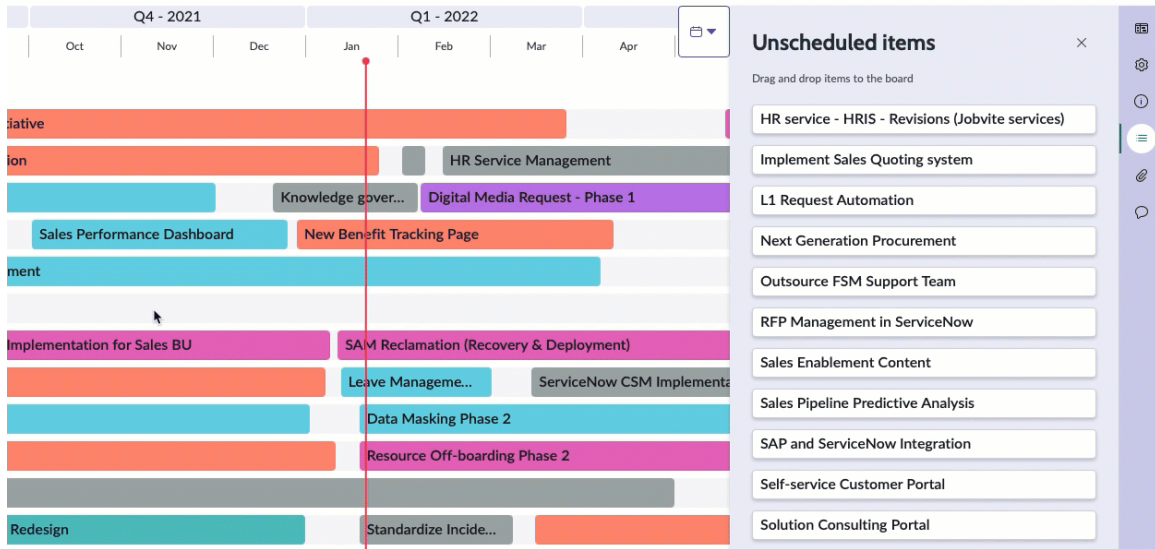 Q4 - 2021
Q1 - 2022
Oct
Nov
Dec
Jan
Feb
Mar
Apr
tiative
ion
HR Service Management
Knowledge gover...
Digital Media Request - Phase 1
Sales Performance Dashboard
New Benefit Tracking Page
ment
Implementation for Sales BU
SAM Reclamation (Recovery & Deployment)
Leave Manageme...
ServiceNow CSM Implementa
Data Masking Phase 2
Resource Off-boarding Phase 2
Redesign
Standardize Incide...
Unscheduled items
Drag and drop items to the board
HR service - HRIS - Revisions (Jobvite services)
Implement Sales Quoting system
L1 Request Automation
Next Generation Procurement
Outsource FSM Support Team
RFP Management in ServiceNow
Sales Enablement Content
Sales Pipeline Predictive Analysis
SAP and ServiceNow Integration
Self-service Customer Portal
Solution Consulting Portal